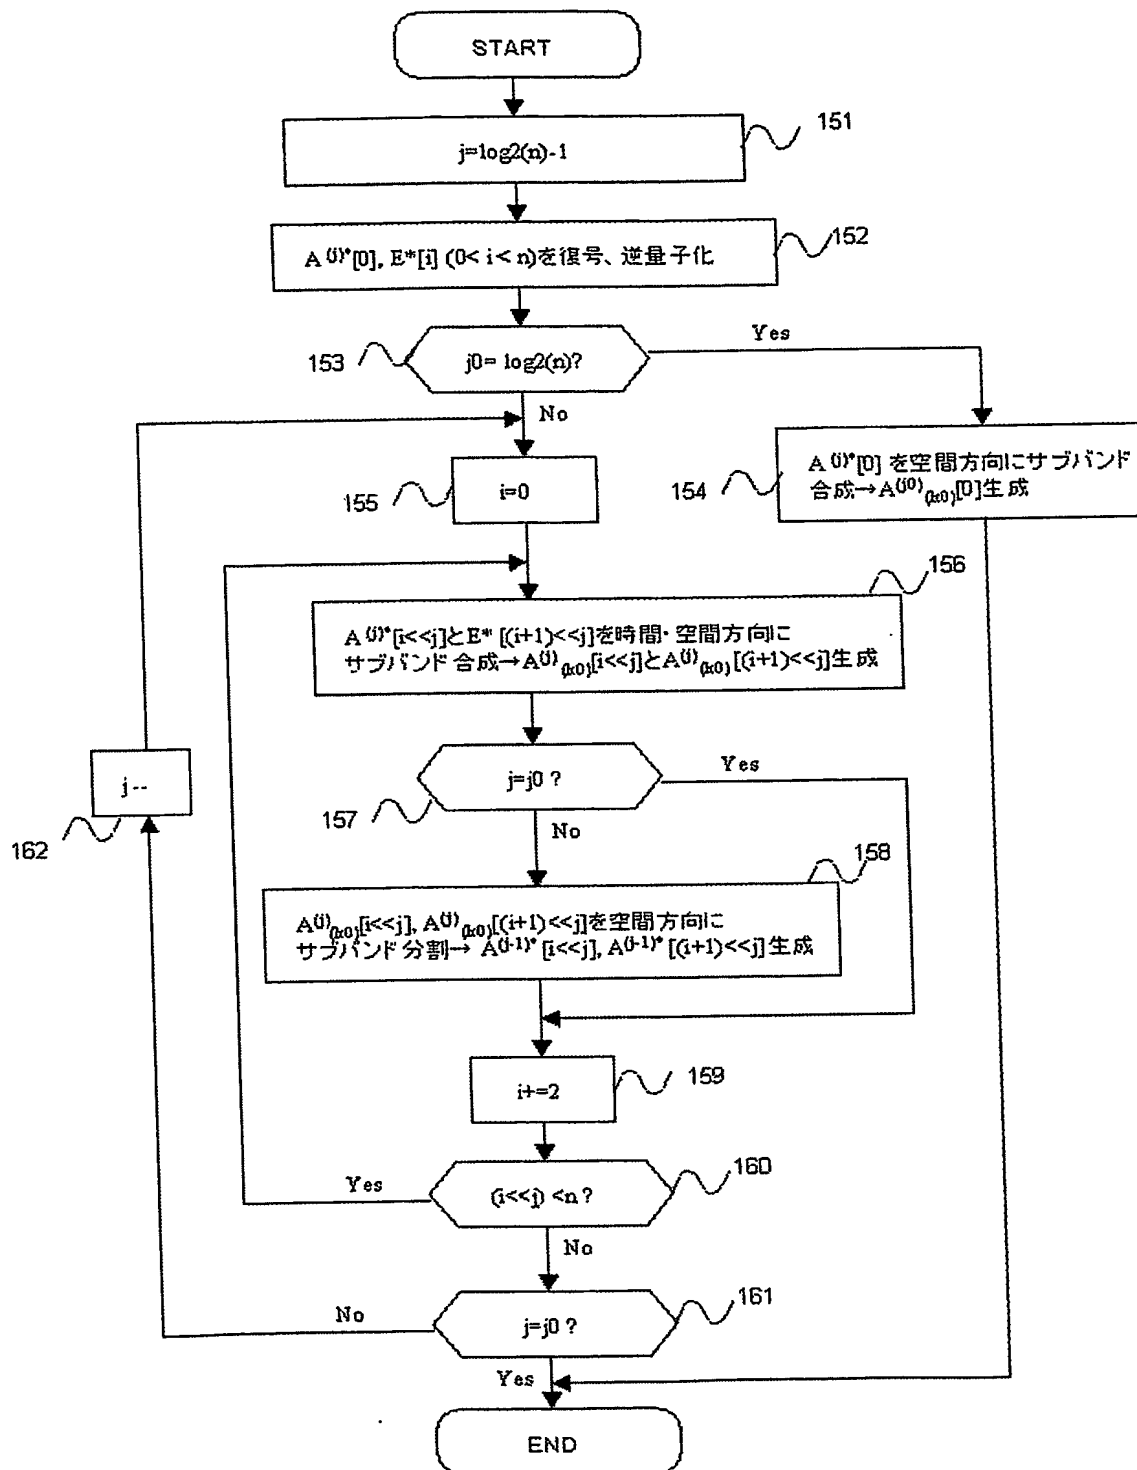 START
j=log2(n)-1
151
A(j)*[0], E*[i] (0< i < n)を復号、逆量子化
152
153
j0= log2(n)?
Yes
No
155
i=0
154
A(j)*[0] を空間方向にサブバンド
合成→A(j0)(k0)[0]生成
156
A(j)*[i<<j]とE* [(i+1)<<j]を時間・空間方向に
サブバンド 合成→A(j)(k0)[i<<j]とA(j)(k0) [(i+1)<<j]生成
j --
162
157
j=j0 ?
Yes
No
158
A(j)(k0)[i<<j], A(j)(k0)[(i+1)<<j]を空間方向に
サブバンド 分割→ A(j-1)* [i<<j], A(j-1)* [(i+1)<<j]生成
i+=2
159
160
Yes
(i<<j) <n ?
No
161
No
j=j0 ?
Yes
END